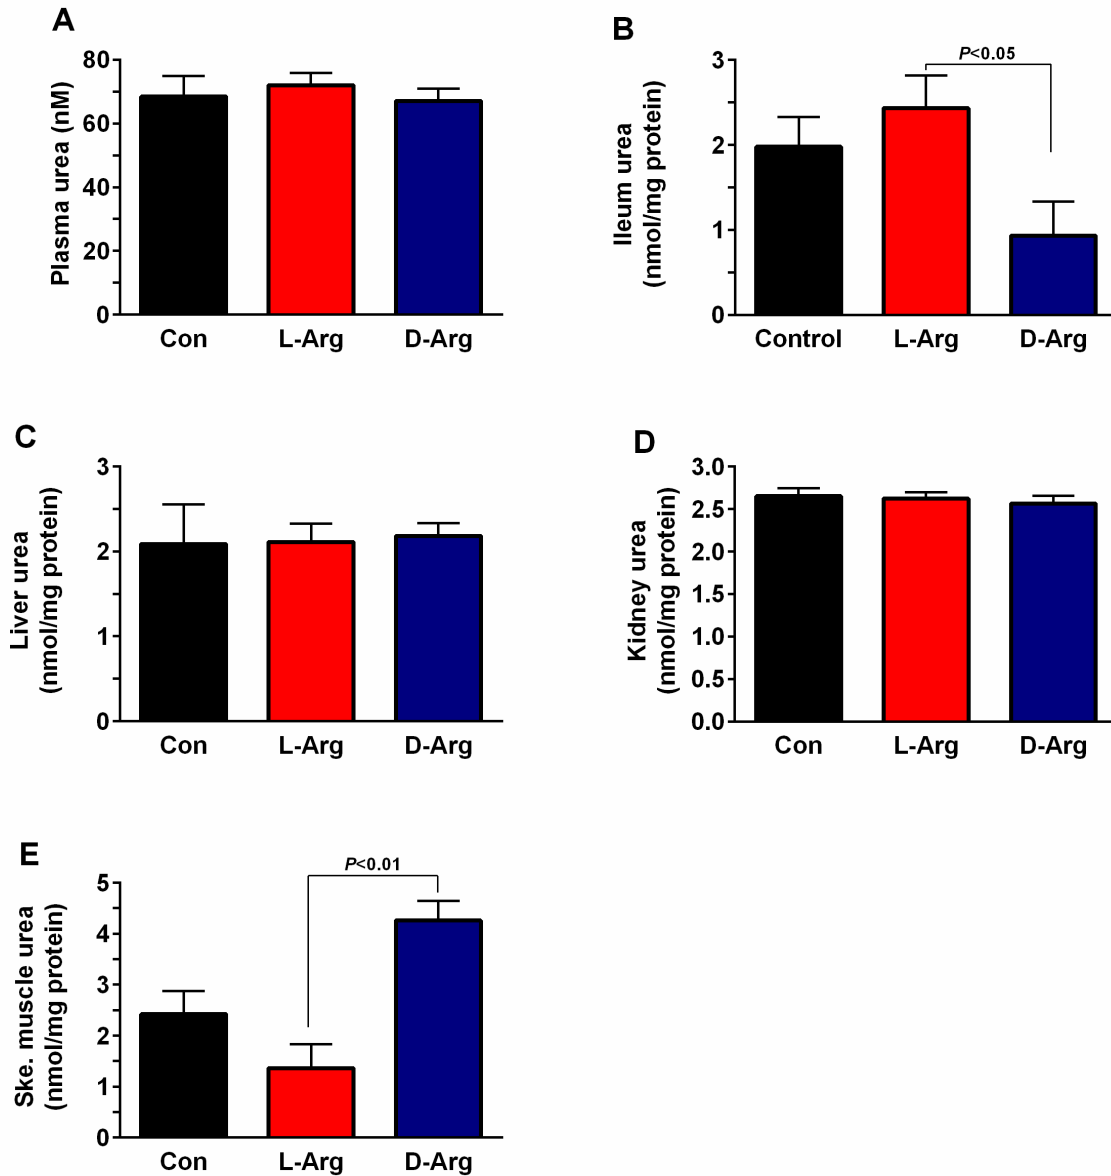 A
Plasma urea (nM)
80
60
40
20
0
Con L-Arg D-Arg
B
Ileum urea
(nmol/mg protein)
3
2
1
0
P<0.05
Control L-Arg D-Arg
C
Liver urea
(nmol/mg protein)
3
2
1
0
Con L-Arg D-Arg
D
Kidney urea
(nmol/mg protein)
3.0
2.5
2.0
1.5
1.0
0.5
0.0
Con L-Arg D-Arg
E
Ske. muscle urea
(nmol/mg protein)
5
4
3
2
1
0
P<0.01
Con L-Arg D-Arg